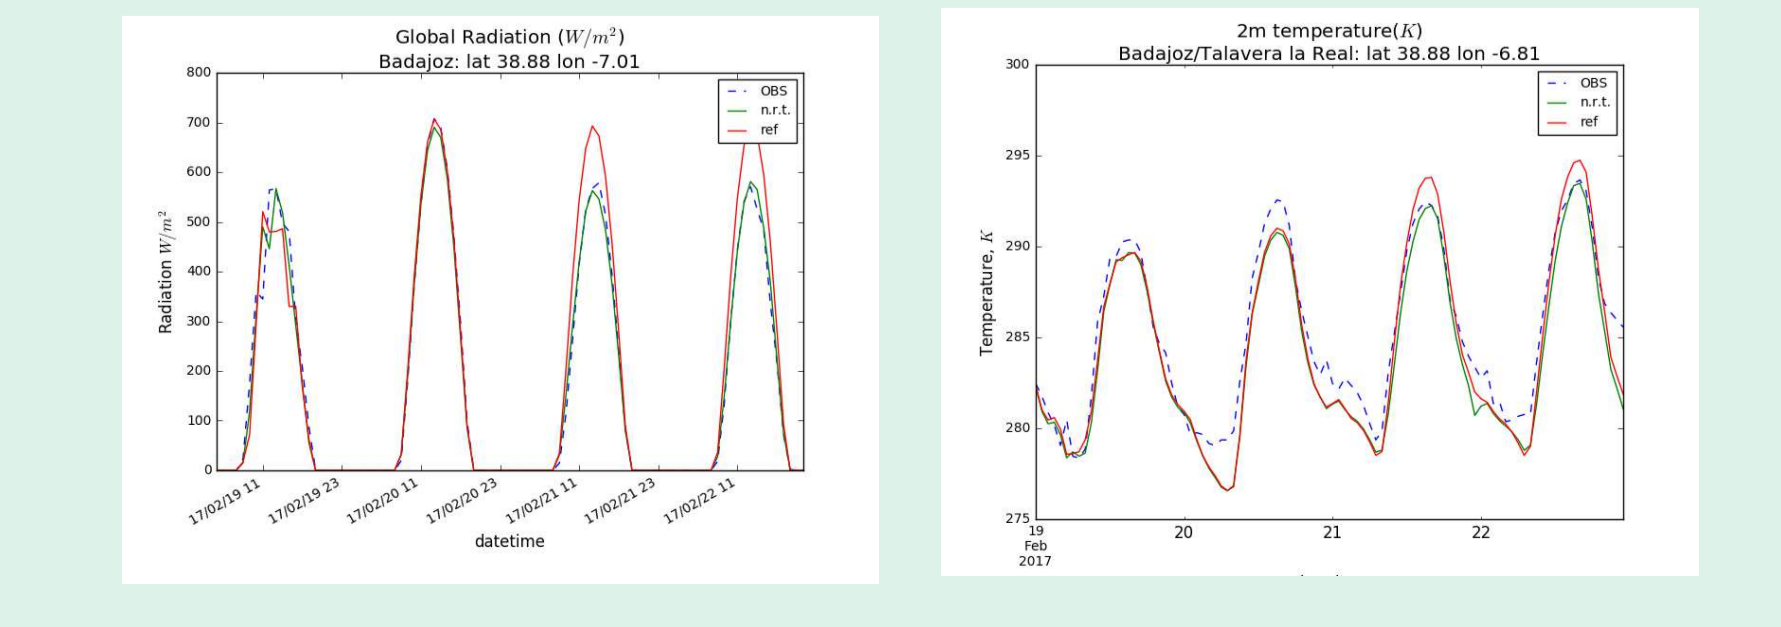 Global Radiation (W/m²)
Badajoz: lat 38.88 lon -7.01
800
700
600
500
400
300
200
100
0
Radiation W/m²
OBS
n.r.t.
ref
17/02/19 11
17/02/19 23
17/02/20 11
17/02/20 23
17/02/21 11
17/02/21 23
17/02/22 11
datetime
2m temperature(K)
Badajoz/Talavera la Real: lat 38.88 lon -6.81
300
295
290
285
280
275
Temperature, K
OBS
n.r.t.
ref
19
Feb
2017
20
21
22